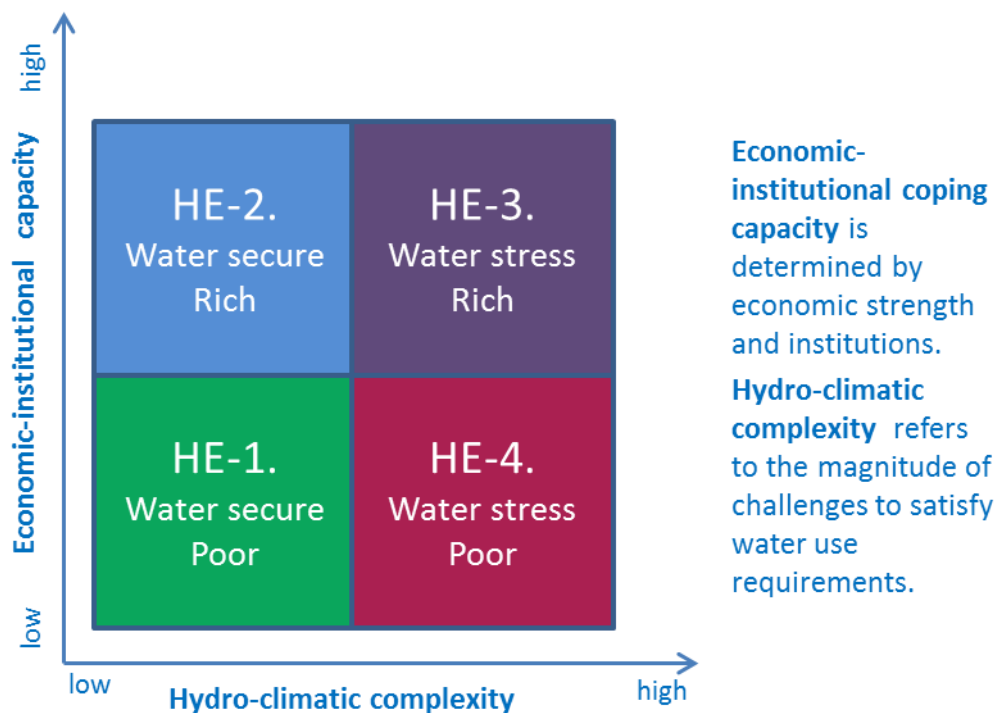 high
Economic-institutional capacity
low
HE-2.
Water secure
Rich
HE-3.
Water stress
Rich
HE-1.
Water secure
Poor
HE-4.
Water stress
Poor
low
Hydro-climatic complexity
high
Economic-
institutional coping
capacity is
determined by
economic strength
and institutions.
Hydro-climatic
complexity refers
to the magnitude of
challenges to satisfy
water use
requirements.